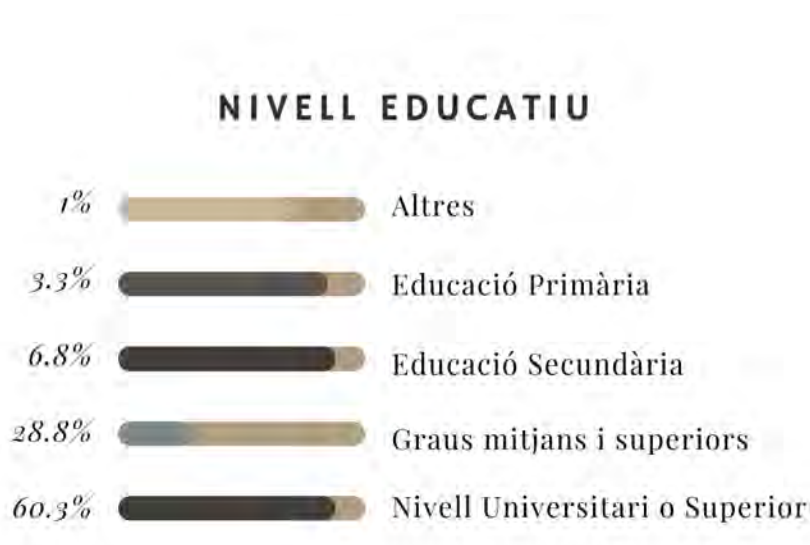 NIVELL EDUCATIU
1% Altres
3.3% Educació Primària
6.8% Educació Secundària
28.8% Graus mitjans i superiors
60.3% Nivell Universitari o Superior